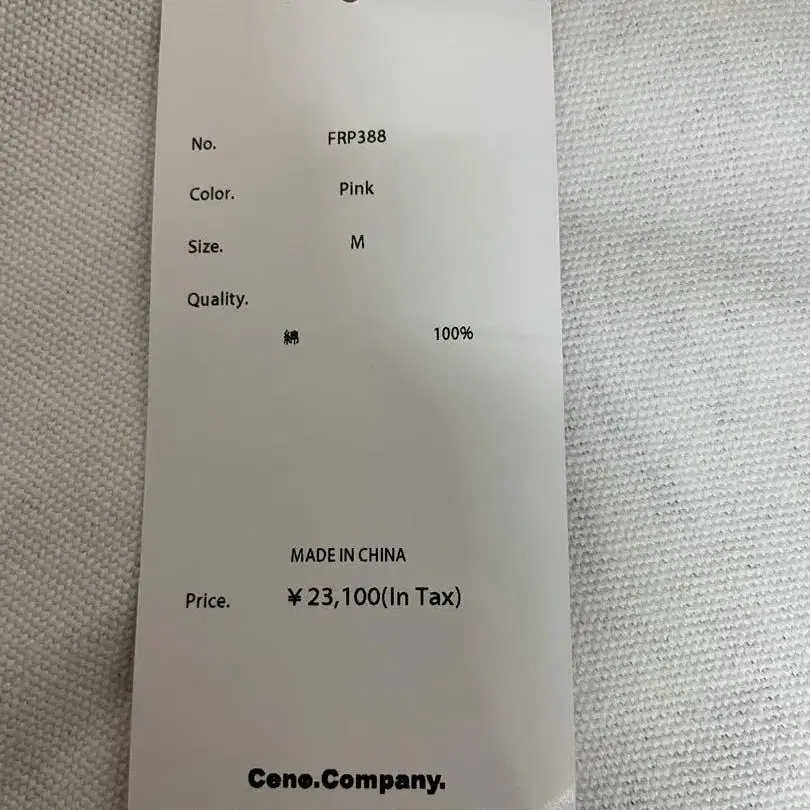 No. FRP388
Color. Pink
Size. M
Quality.
綿 100%
MADE IN CHINA
Price. ¥23,100(In Tax)
Ceno.Company.